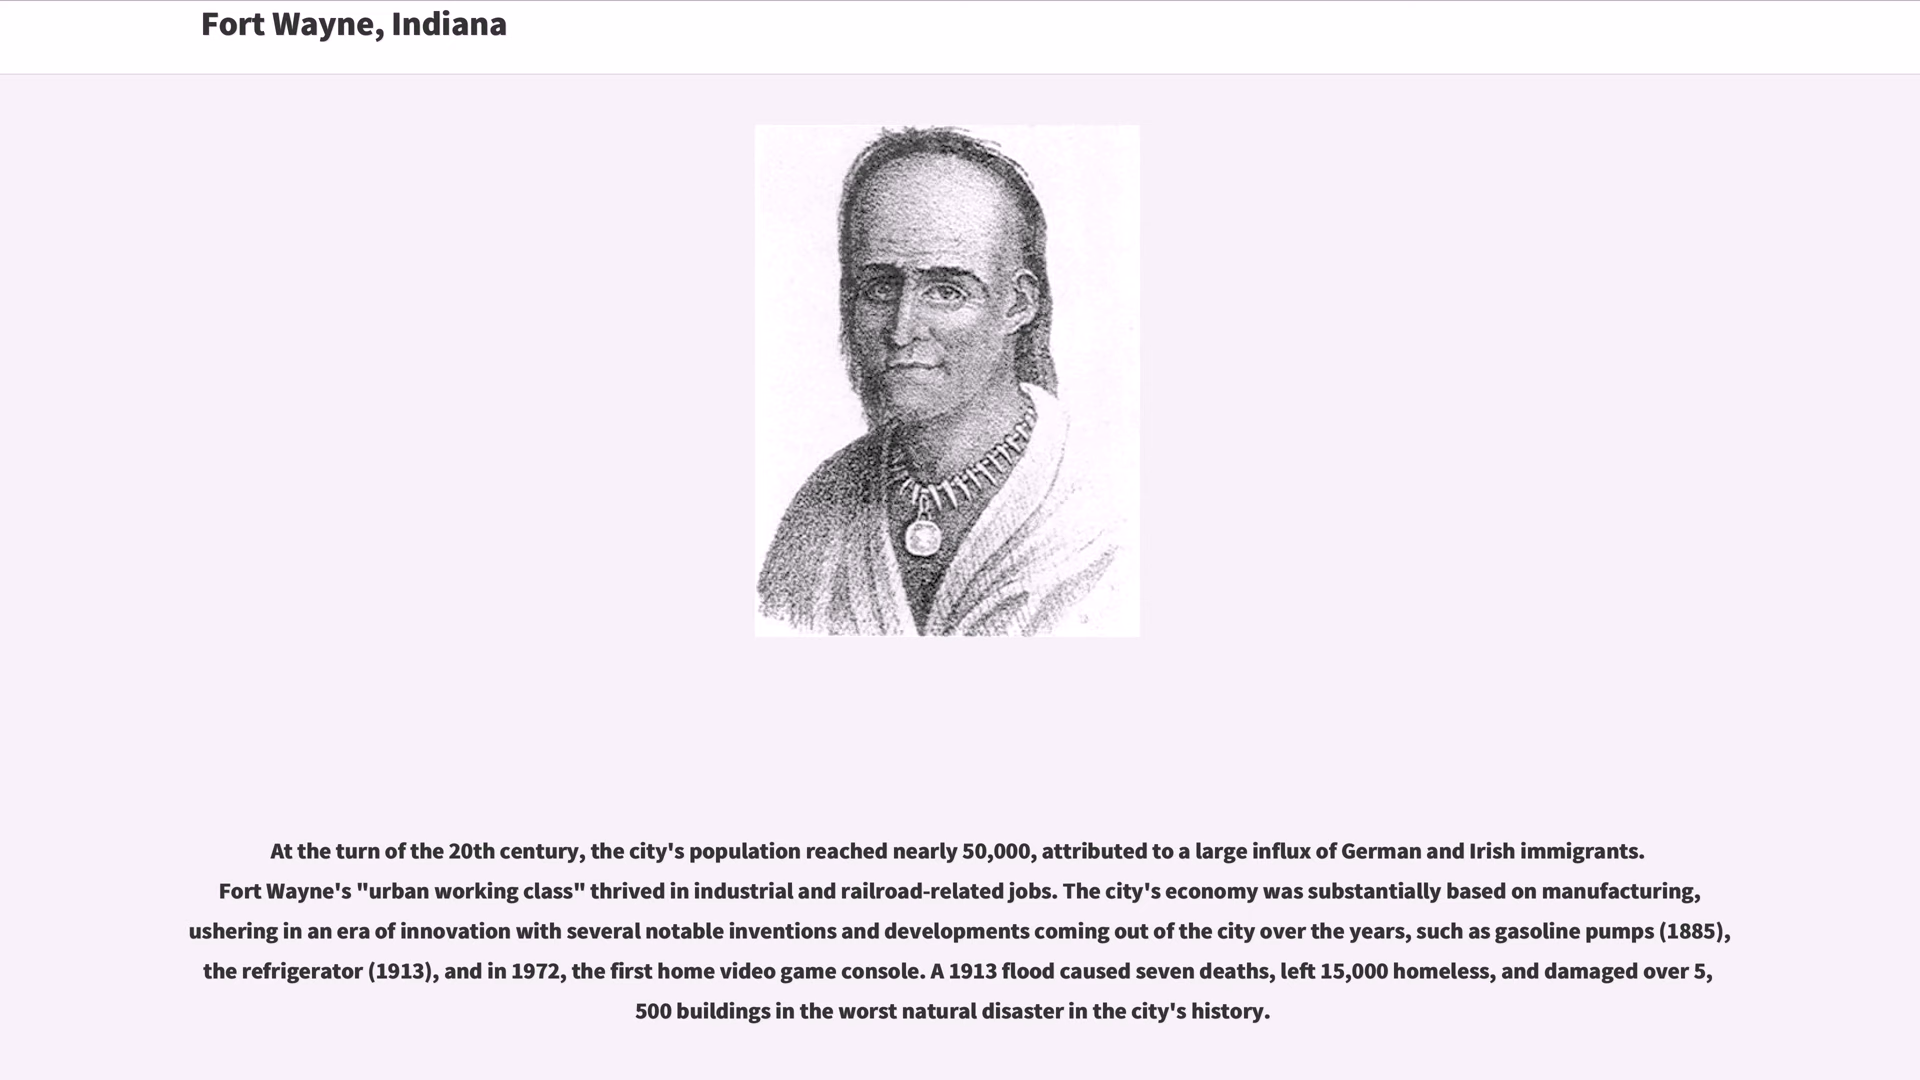 Fort Wayne, Indiana
At the turn of the 20th century, the city's population reached nearly 50,000, attributed to a large influx of German and Irish immigrants.
Fort Wayne's "urban working class" thrived in industrial and railroad-related jobs. The city's economy was substantially based on manufacturing,
ushering in an era of innovation with several notable inventions and developments coming out of the city over the years, such as gasoline pumps (1885),
the refrigerator (1913), and in 1972, the first home video game console. A 1913 flood caused seven deaths, left 15,000 homeless, and damaged over 5,
500 buildings in the worst natural disaster in the city's history.